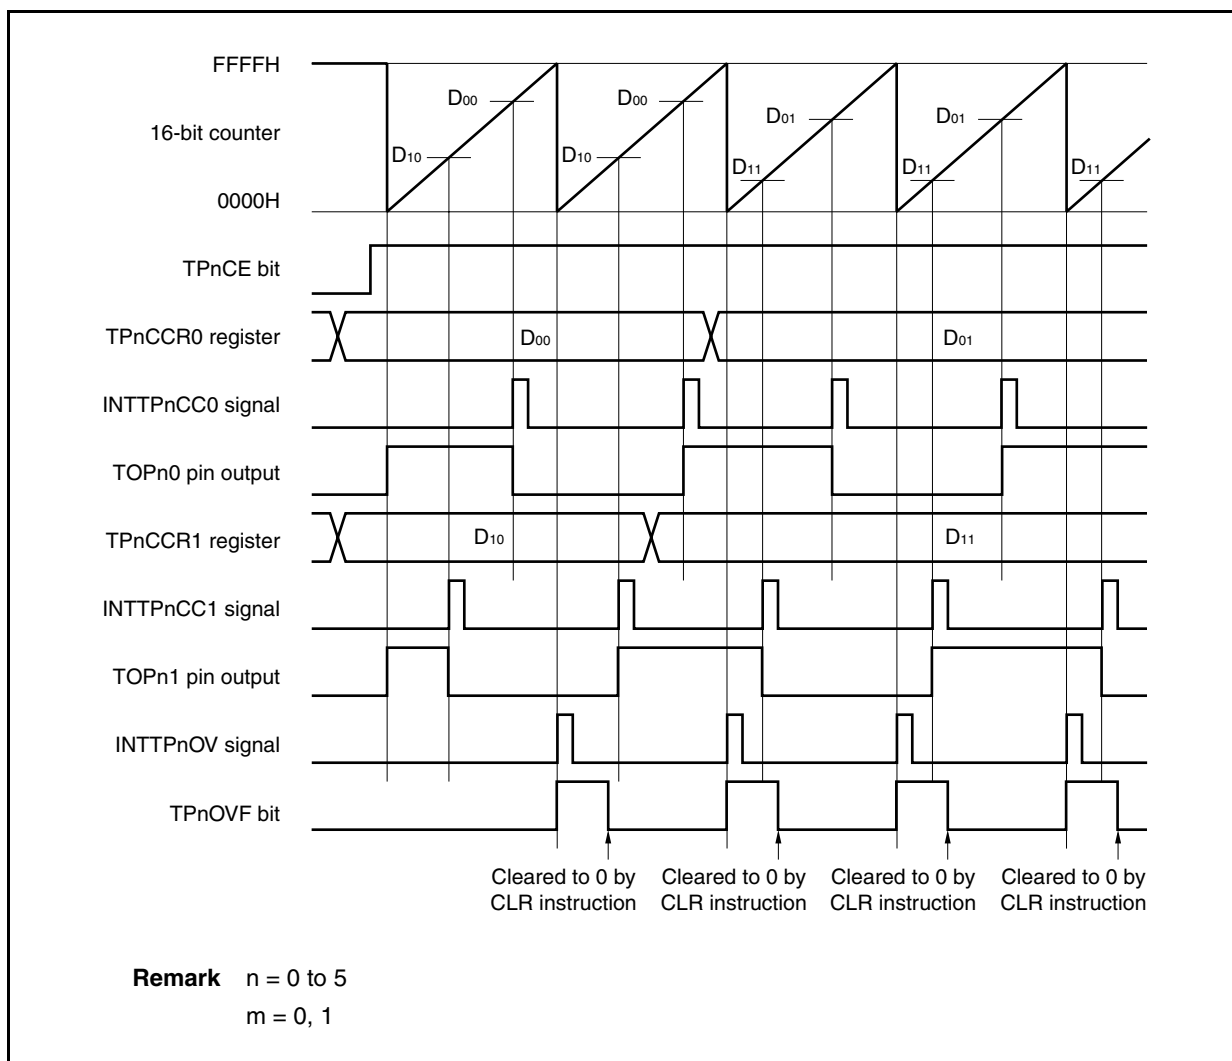 FFFFH
D00
D00
16-bit counter
D01
D01
D10
D10
D11
D11
D11
0000H
TPnCE bit
TPnCCR0 register
D00
D01
INTTPnCC0 signal
TOPn0 pin output
TPnCCR1 register
D10
D11
INTTPnCC1 signal
TOPn1 pin output
INTTPnOV signal
TPnOVF bit
Cleared to 0 by
CLR instruction
Cleared to 0 by
CLR instruction
Cleared to 0 by
CLR instruction
Cleared to 0 by
CLR instruction
Remark n = 0 to 5
m = 0, 1